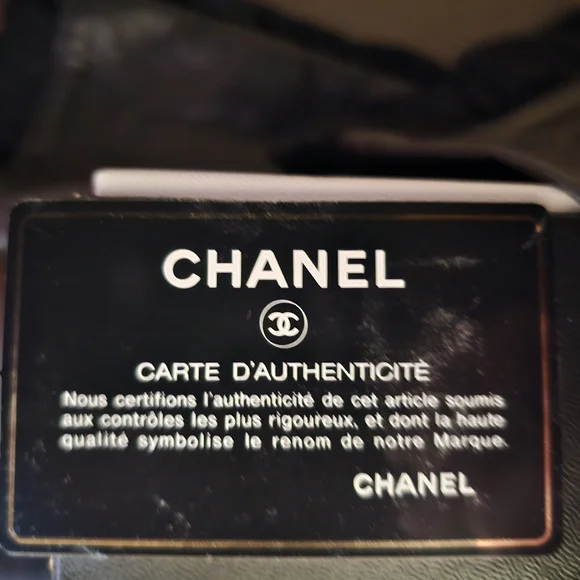 CHANEL
CARTE D'AUTHENTICITÉ
Nous certifions l'authenticité de cet article soumis
aux contrôles les plus rigoureux, et dont la haute
qualité symbolise le renom de notre Marque.
CHANEL